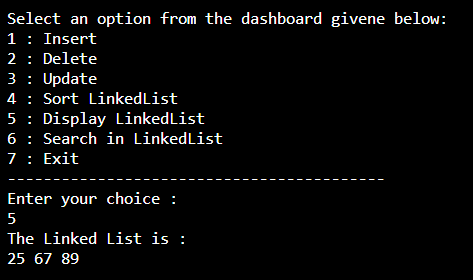 Select an option from the dashboard givene below:
1 : Insert
2 : Delete
3 : Update
4 : Sort LinkedList
5 : Display LinkedList
6 : Search in LinkedList
7 : Exit
------------------------------------------
Enter your choice :
5
The Linked List is :
25 67 89